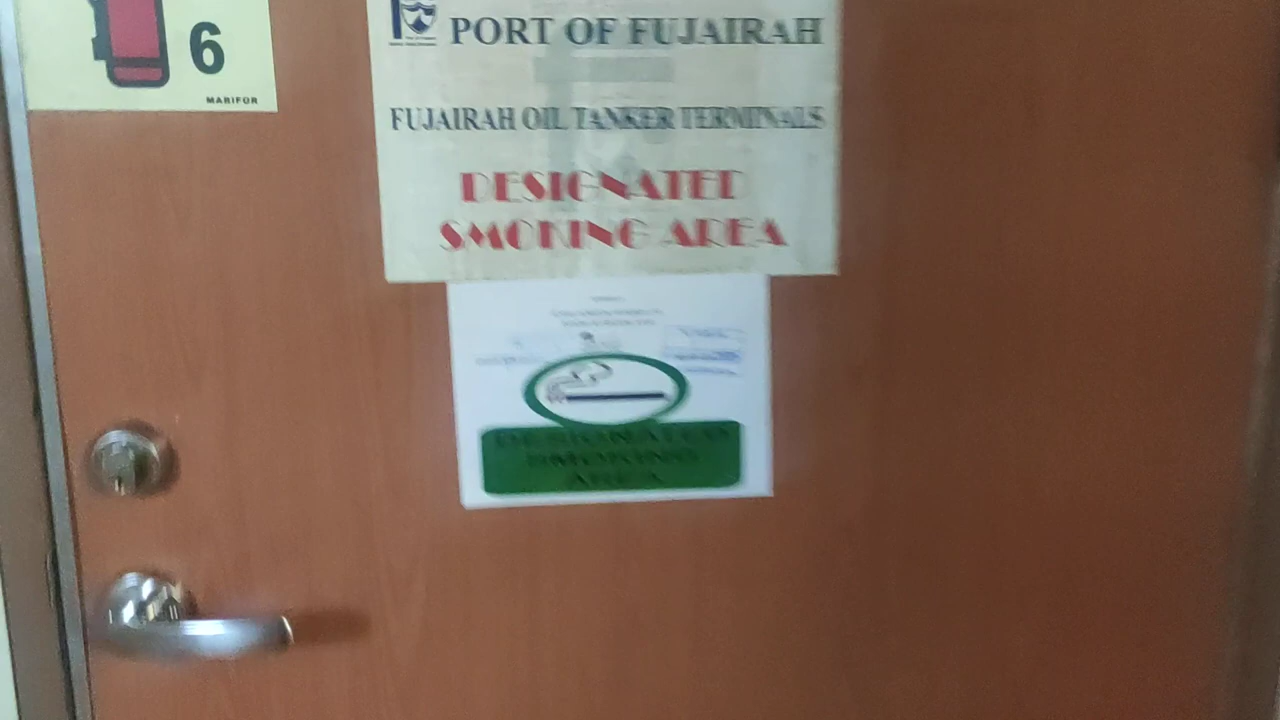 6
MARIFOR
PORT OF FUJAIRAH
FUJAIRAH OIL TANKER TERMINALS
DESIGNATED
SMOKING AREA
DESIGNATED
SMOKING
AREA